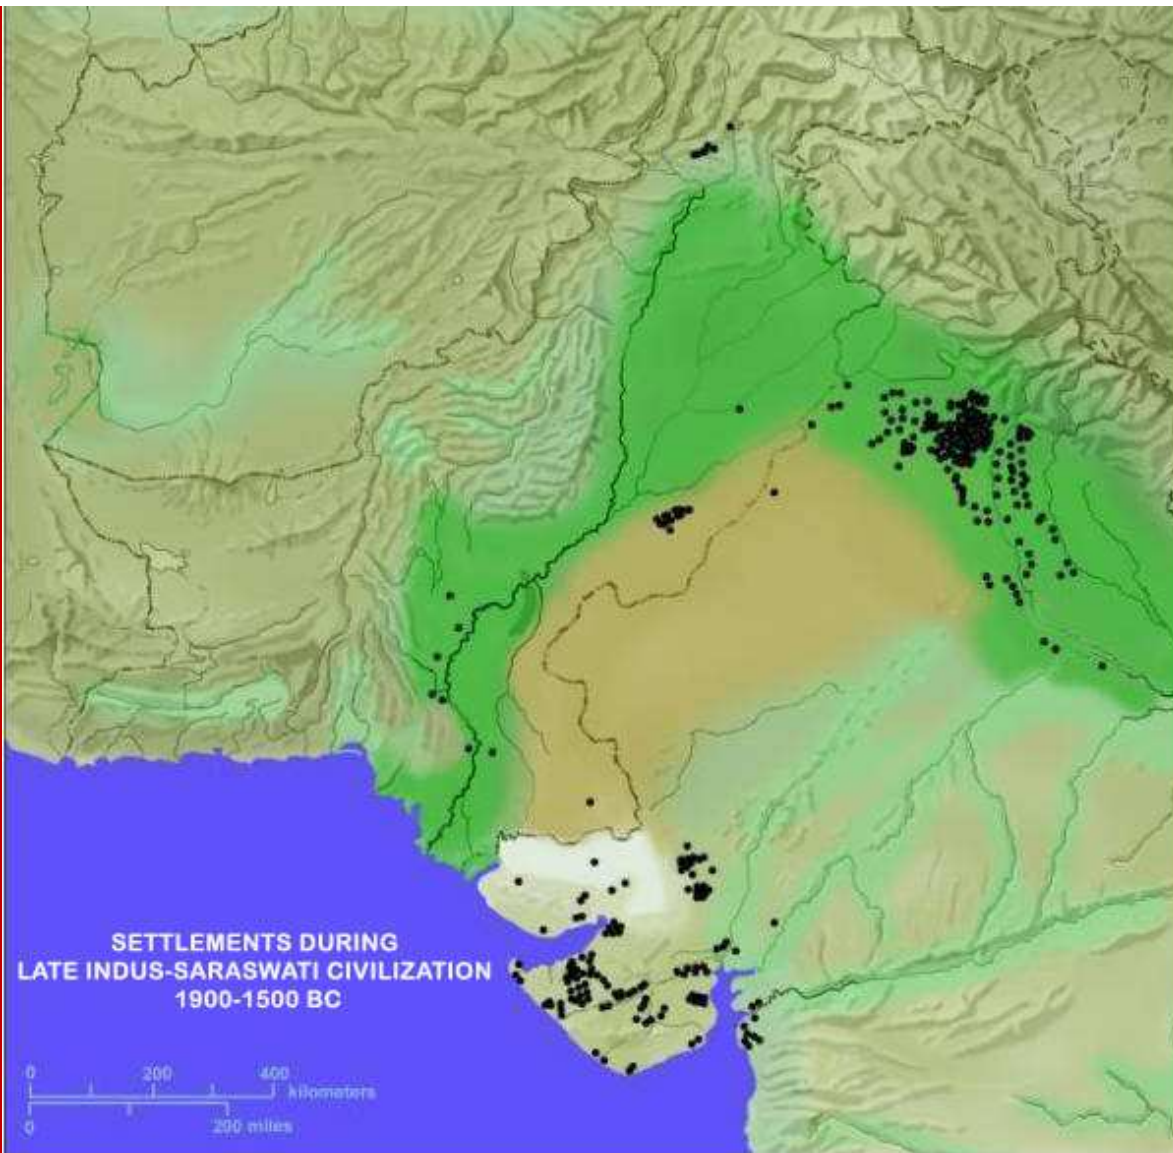 SETTLEMENTS DURING
LATE INDUS-SARASWATI CIVILIZATION
1900-1500 BC
0 200 400
kilometers
0 200 miles